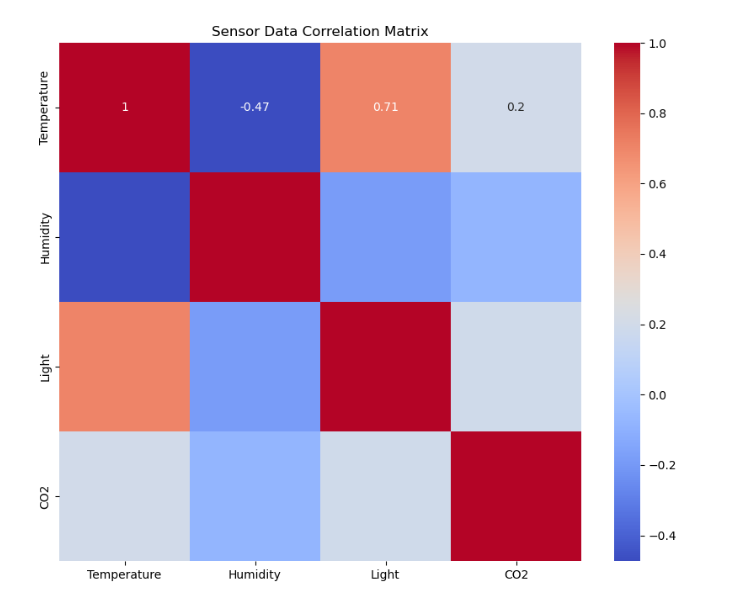 Sensor Data Correlation Matrix
Temperature
1
-0.47
0.71
0.2
Humidity
Light
CO2
Temperature
Humidity
Light
CO2
1.0
0.8
0.6
0.4
0.2
0.0
−0.2
−0.4